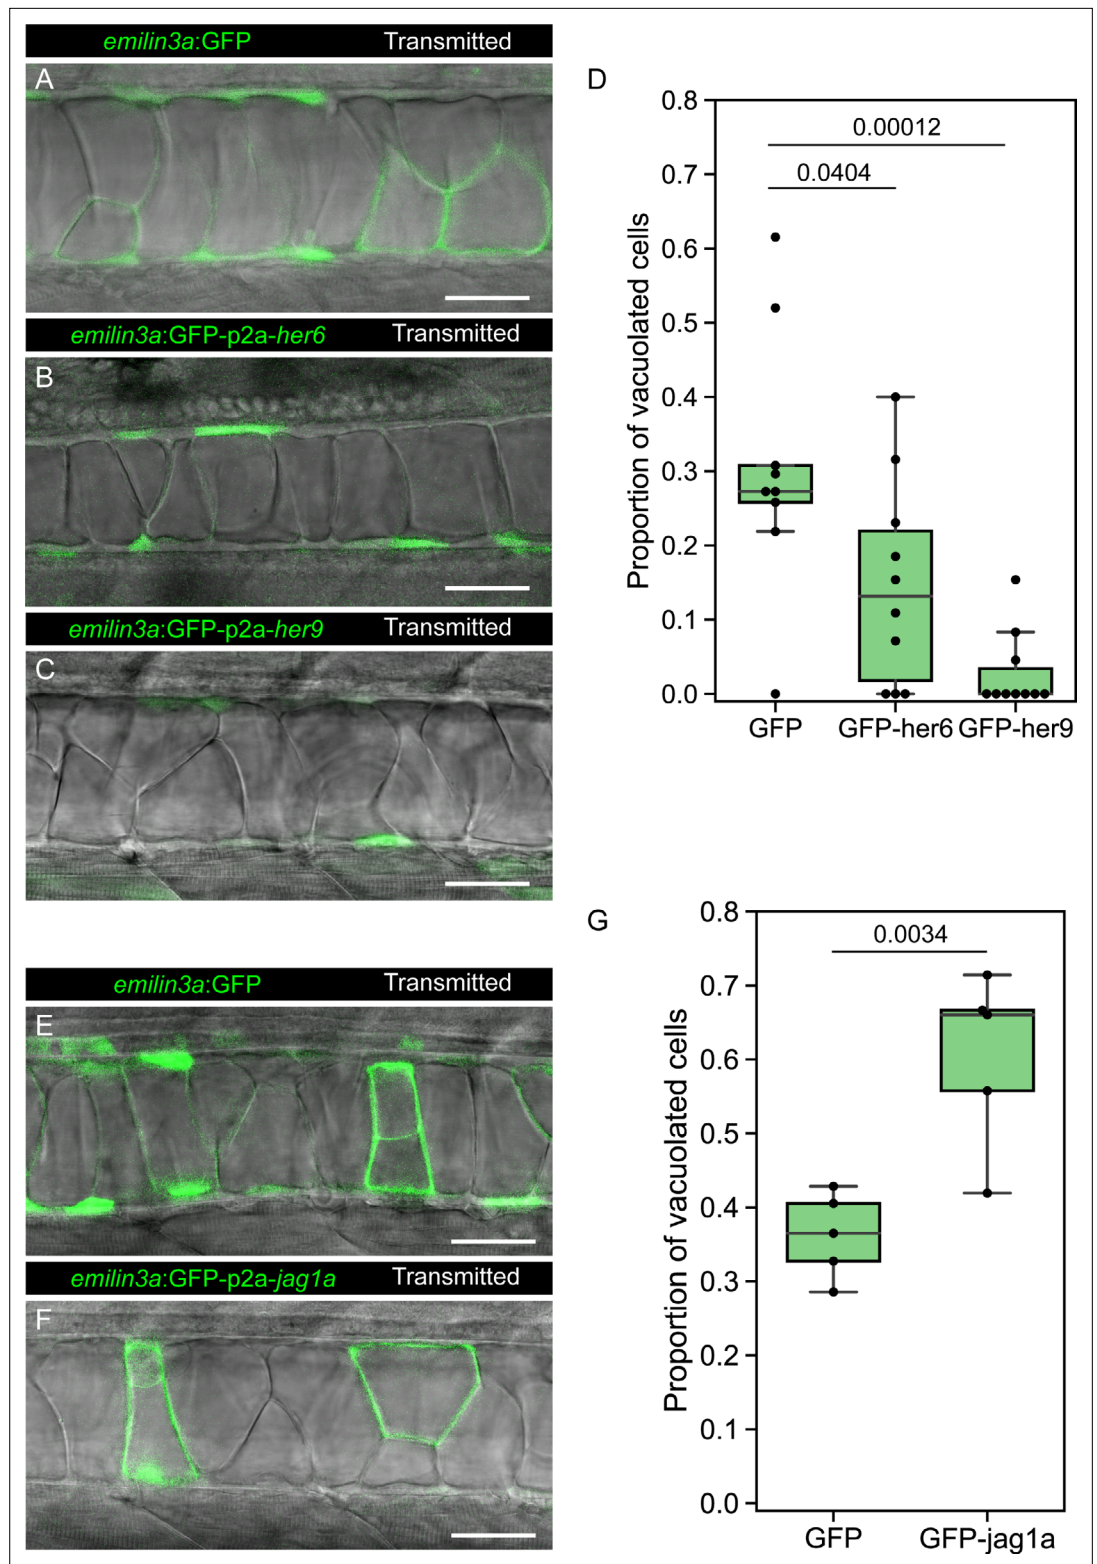 emilin3a:GFP Transmitted
A
emilin3a:GFP-p2a-her6 Transmitted
B
emilin3a:GFP-p2a-her9 Transmitted
C
D
Proportion of vacuolated cells
0.8
0.7
0.6
0.5
0.4
0.3
0.2
0.1
0.0
0.00012
0.0404
GFP GFP-her6 GFP-her9
emilin3a:GFP Transmitted
E
emilin3a:GFP-p2a-jag1a Transmitted
F
G
Proportion of vacuolated cells
0.8
0.7
0.6
0.5
0.4
0.3
0.2
0.1
0.0
0.0034
GFP GFP-jag1a